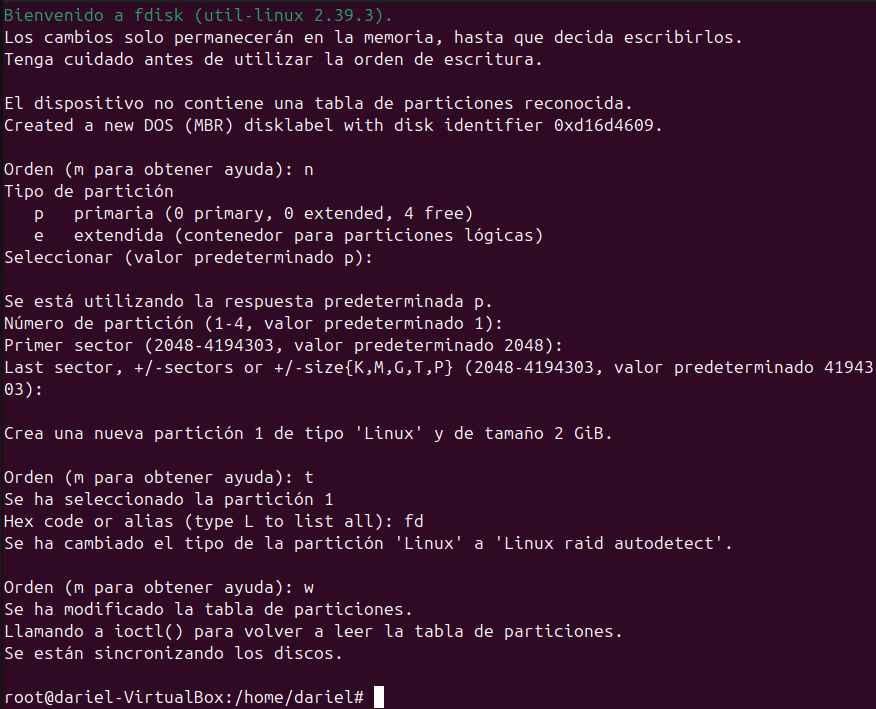 Bienvenido a fdisk (util-linux 2.39.3).
Los cambios solo permanecerán en la memoria, hasta que decida escribirlos.
Tenga cuidado antes de utilizar la orden de escritura.
El dispositivo no contiene una tabla de particiones reconocida.
Created a new DOS (MBR) disklabel with disk identifier 0xd16d4609.
Orden (m para obtener ayuda): n
Tipo de partición
   p   primaria (0 primary, 0 extended, 4 free)
   e   extendida (contenedor para particiones lógicas)
Seleccionar (valor predeterminado p):
Se está utilizando la respuesta predeterminada p.
Número de partición (1-4, valor predeterminado 1):
Primer sector (2048-4194303, valor predeterminado 2048):
Last sector, +/-sectors or +/-size{K,M,G,T,P} (2048-4194303, valor predeterminado 41943
03):
Crea una nueva partición 1 de tipo 'Linux' y de tamaño 2 GiB.
Orden (m para obtener ayuda): t
Se ha seleccionado la partición 1
Hex code or alias (type L to list all): fd
Se ha cambiado el tipo de la partición 'Linux' a 'Linux raid autodetect'.
Orden (m para obtener ayuda): w
Se ha modificado la tabla de particiones.
Llamando a ioctl() para volver a leer la tabla de particiones.
Se están sincronizando los discos.
root@dariel-VirtualBox:/home/dariel#